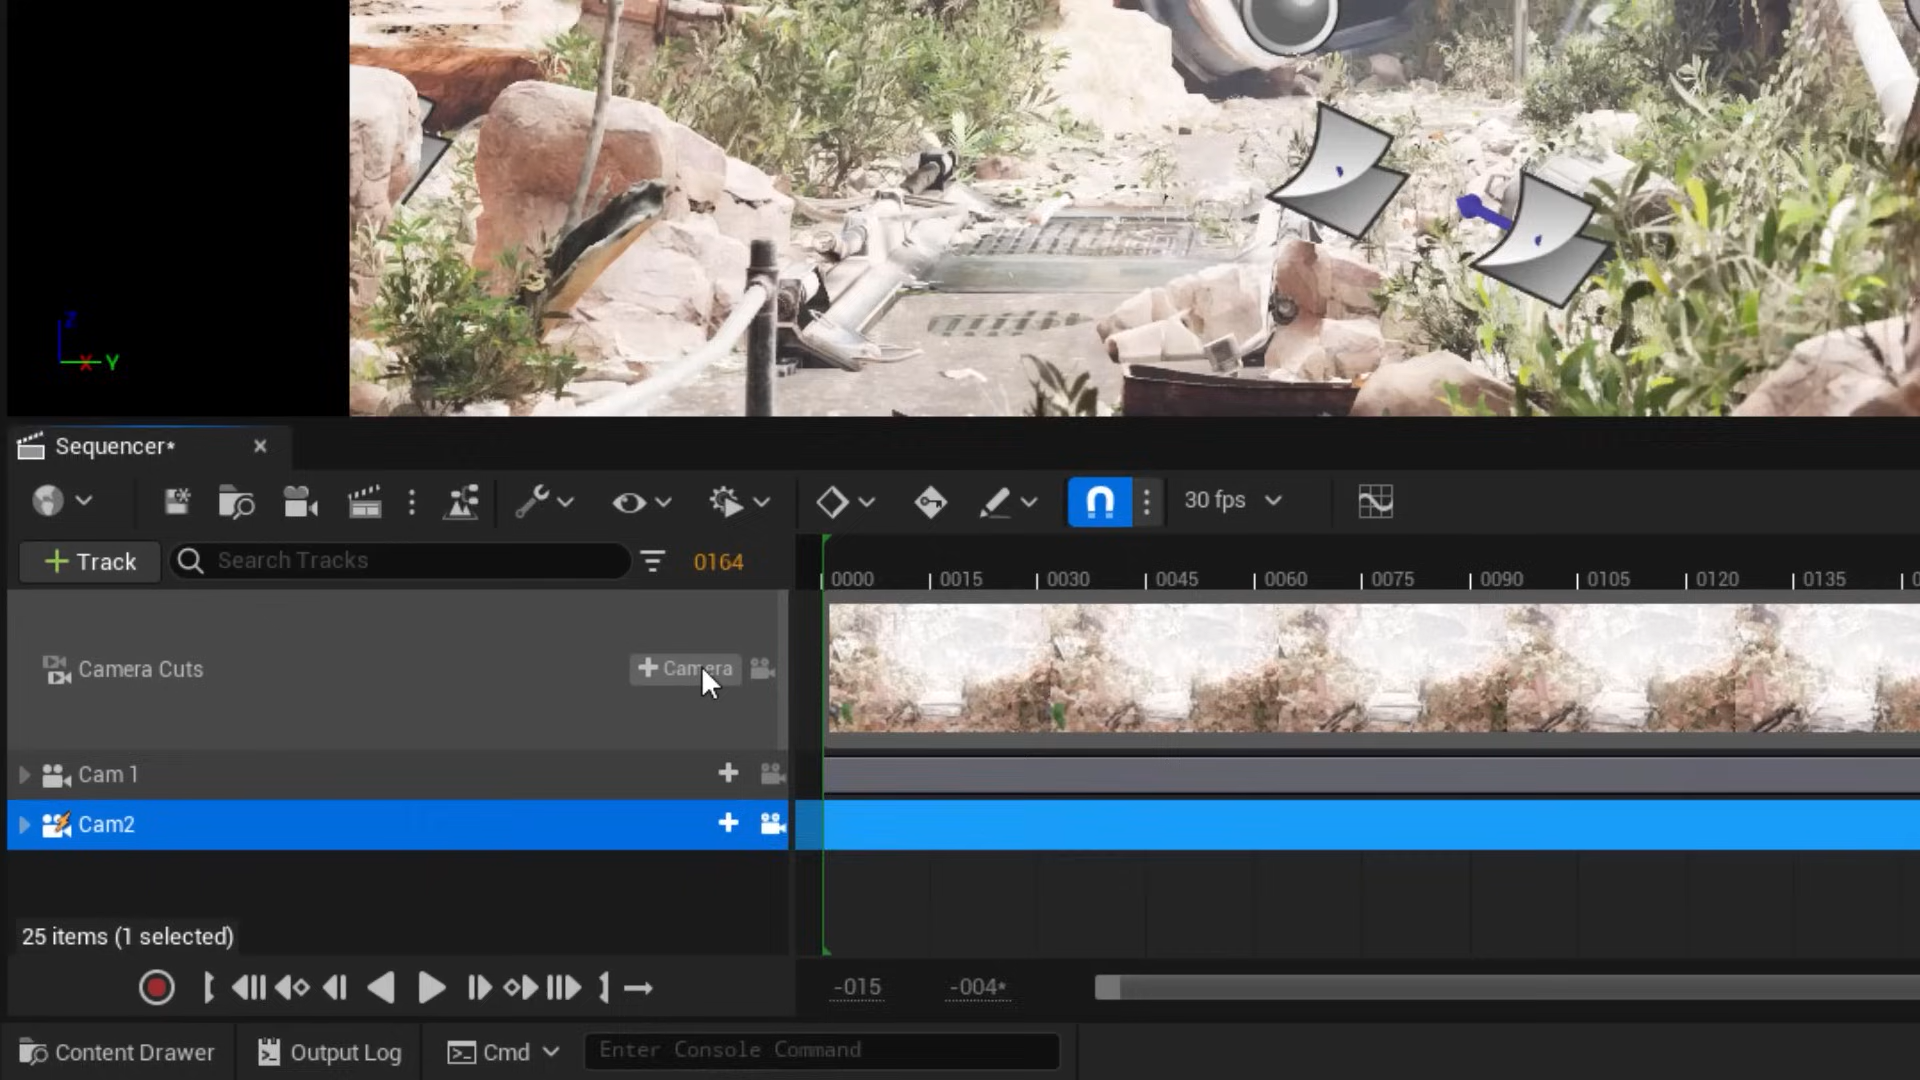 Z
X Y
Sequencer*
30 fps
Track
Search Tracks
0164
0000 0015 0030 0045 0060 0075 0090 0105 0120 0135
Camera Cuts
Camera
Cam 1
Cam2
25 items (1 selected)
-015 -004*
Content Drawer
Output Log
Cmd
Enter Console Command